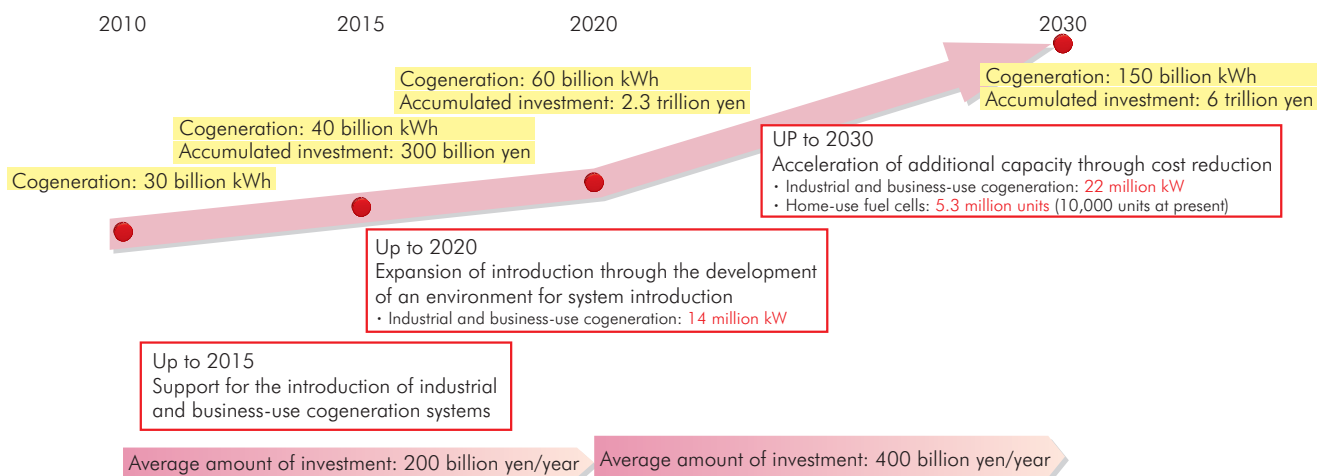 2010
2015
2020
2030
Cogeneration: 30 billion kWh
Cogeneration: 40 billion kWh
Accumulated investment: 300 billion yen
Cogeneration: 60 billion kWh
Accumulated investment: 2.3 trillion yen
Cogeneration: 150 billion kWh
Accumulated investment: 6 trillion yen
UP to 2030
Acceleration of additional capacity through cost reduction
・Industrial and business-use cogeneration: 22 million kW
・Home-use fuel cells: 5.3 million units (10,000 units at present)
Up to 2020
Expansion of introduction through the development
of an environment for system introduction
・Industrial and business-use cogeneration: 14 million kW
Up to 2015
Support for the introduction of industrial
and business-use cogeneration systems
Average amount of investment: 200 billion yen/year
Average amount of investment: 400 billion yen/year